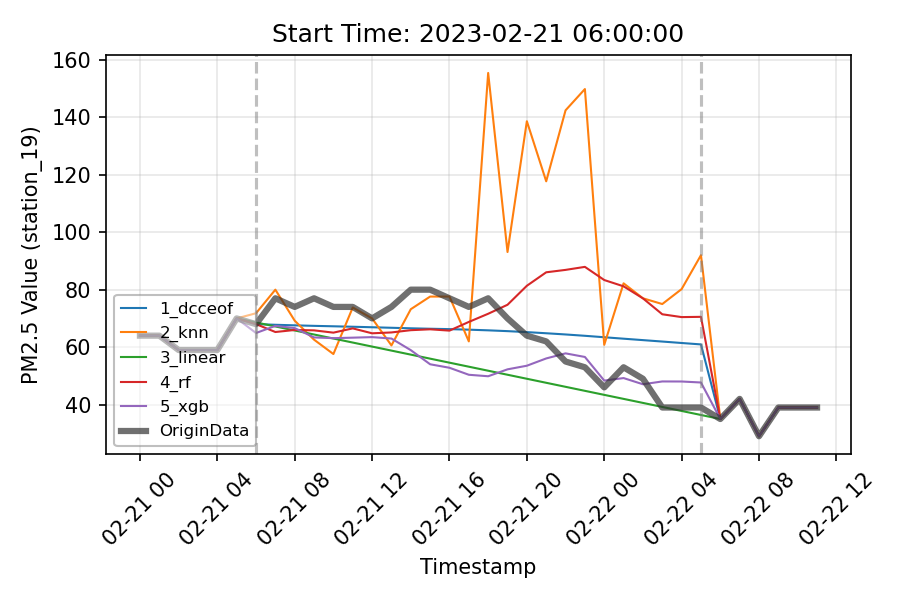 Start Time: 2023-02-21 06:00:00
PM2.5 Value (station_19)
160
140
120
100
80
60
40
1_dcceof
2_knn
3_linear
4_rf
5_xgb
OriginData
02-21 00
02-21 04
02-21 08
02-21 12
02-21 16
02-21 20
02-22 00
02-22 04
02-22 08
02-22 12
Timestamp